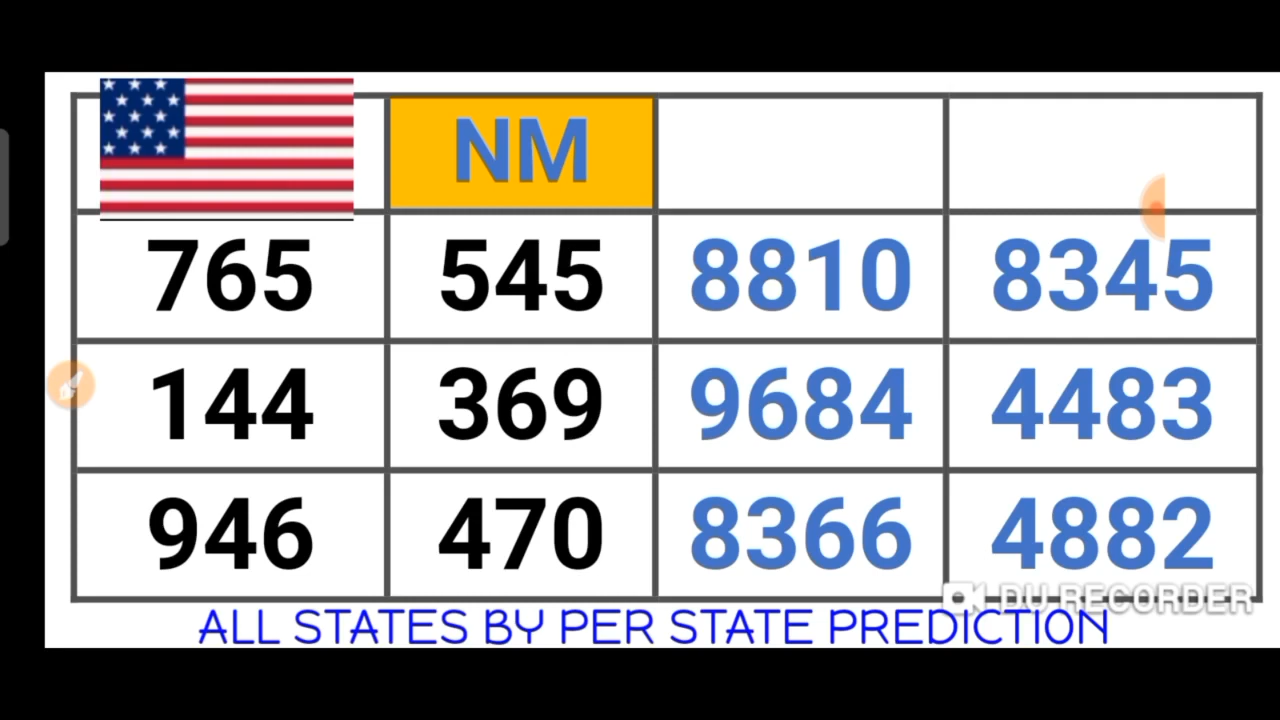 NM
765 545 8810 8345
144 369 9684 4483
946 470 8366 4882
DU RECORDER
ALL STATES BY PER STATE PREDICTION